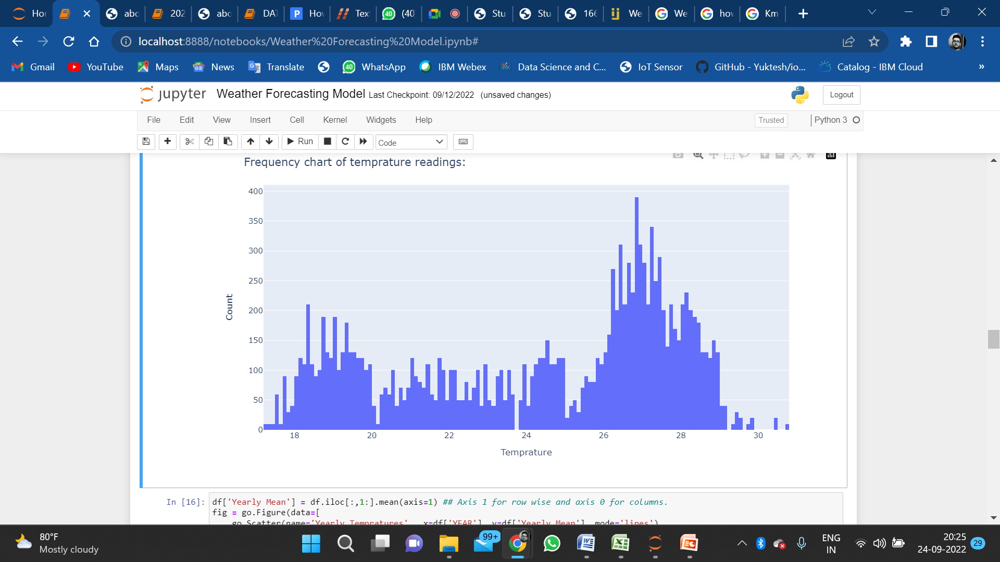 Hor
abc
202
abc
DAT
P Hov
Tex
40 (40
Stu
Stu
166
We
We
hov
Km
localhost:8888/notebooks/Weather%20Forecasting%20Model.ipynb#
Gmail YouTube Maps News Translate 40 WhatsApp IBM Webex Data Science and C... IoT Sensor GitHub - Yuktesh/io... Catalog - IBM Cloud »
jupyter Weather Forecasting Model Last Checkpoint: 09/12/2022 (unsaved changes) Logout
File Edit View Insert Cell Kernel Widgets Help Trusted Python 3
Run Code
Frequency chart of temprature readings:
400
350
300
250
200
150
100
50
0
Count
18 20 22 24 26 28 30
Temprature
In [16]: df['Yearly Mean'] = df.iloc[:,1:].mean(axis=1) ## Axis 1 for row wise and axis 0 for columns.
fig = go.Figure(data=[
go.Scatter(name='Yearly Tempratures' , x=df['YEAR'], y=df['Yearly Mean'], mode='lines')
80°F
Mostly cloudy
99+
ENG
IN
20:25
24-09-2022
29